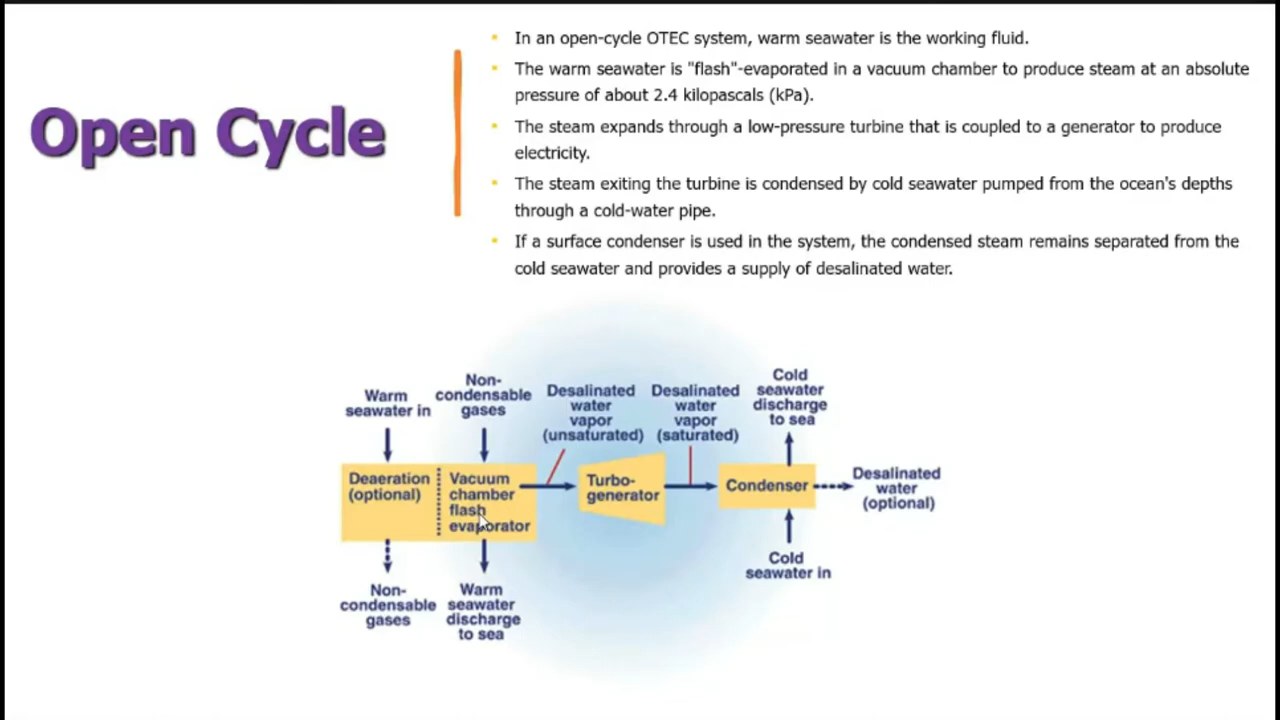 Open Cycle
In an open-cycle OTEC system, warm seawater is the working fluid.
The warm seawater is "flash"-evaporated in a vacuum chamber to produce steam at an absolute
pressure of about 2.4 kilopascals (kPa).
The steam expands through a low-pressure turbine that is coupled to a generator to produce
electricity.
The steam exiting the turbine is condensed by cold seawater pumped from the ocean's depths
through a cold-water pipe.
If a surface condenser is used in the system, the condensed steam remains separated from the
cold seawater and provides a supply of desalinated water.
Warm
seawater in
Non-
condensable
gases
Desalinated
water
vapor
(unsaturated)
Desalinated
water
vapor
(saturated)
Cold
seawater
discharge
to sea
Deaeration
(optional)
Vacuum
chamber
flash
evaporator
Turbo-
generator
Condenser
Desalinated
water
(optional)
Non-
condensable
gases
Warm
seawater
discharge
to sea
Cold
seawater in